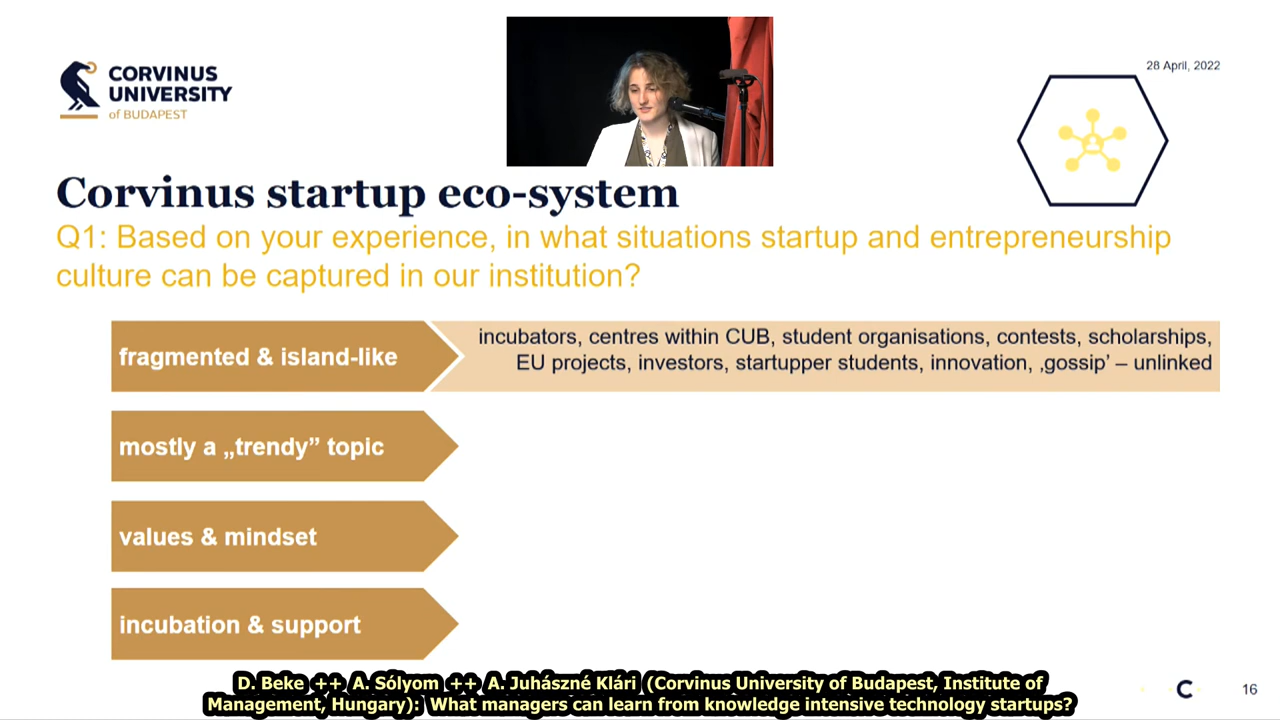 28 April, 2022
CORVINUS
UNIVERSITY
of BUDAPEST
Corvinus startup eco-system
Q1: Based on your experience, in what situations startup and entrepreneurship
culture can be captured in our institution?
fragmented & island-like
incubators, centres within CUB, student organisations, contests, scholarships,
EU projects, investors, startupper students, innovation, ‚gossip’ – unlinked
mostly a „trendy” topic
values & mindset
incubation & support
D. Beke ++ A. Sólyom ++ A. Juhászné Klári (Corvinus University of Budapest, Institute of
Management, Hungary): What managers can learn from knowledge intensive technology startups?
C
16